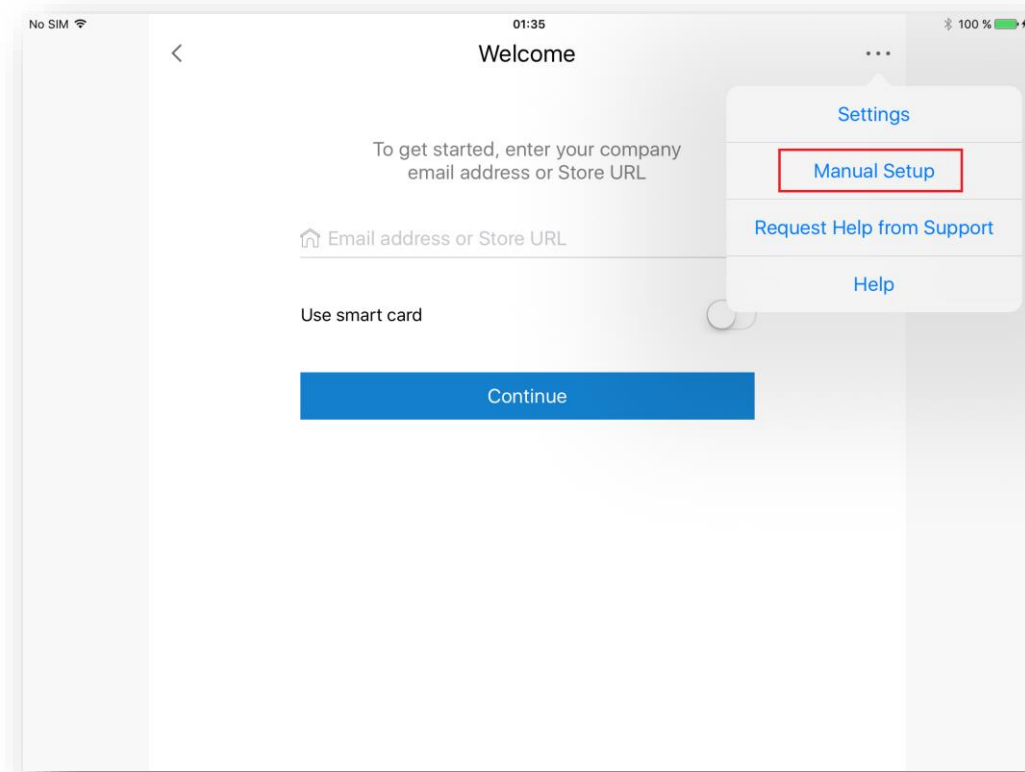 No SIM
01:35
100 %
Welcome
Settings
To get started, enter your company
email address or Store URL
Manual Setup
Request Help from Support
Email address or Store URL
Help
Use smart card
Continue